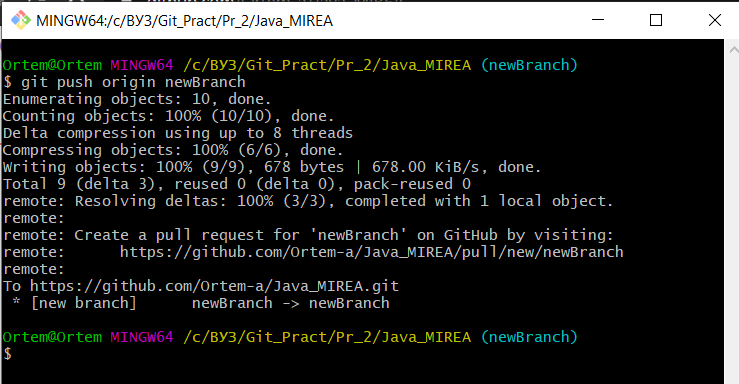 MINGW64:/c/ВУЗ/Git_Pract/Pr_2/Java_MIREA
Ortem@Ortem MINGW64 /c/ВУЗ/Git_Pract/Pr_2/Java_MIREA (newBranch)
$ git push origin newBranch
Enumerating objects: 10, done.
Counting objects: 100% (10/10), done.
Delta compression using up to 8 threads
Compressing objects: 100% (6/6), done.
Writing objects: 100% (9/9), 678 bytes | 678.00 KiB/s, done.
Total 9 (delta 3), reused 0 (delta 0), pack-reused 0
remote: Resolving deltas: 100% (3/3), completed with 1 local object.
remote:
remote: Create a pull request for 'newBranch' on GitHub by visiting:
remote:      https://github.com/Ortem-a/Java_MIREA/pull/new/newBranch
remote:
To https://github.com/Ortem-a/Java_MIREA.git
 * [new branch]      newBranch -> newBranch
Ortem@Ortem MINGW64 /c/ВУЗ/Git_Pract/Pr_2/Java_MIREA (newBranch)
$